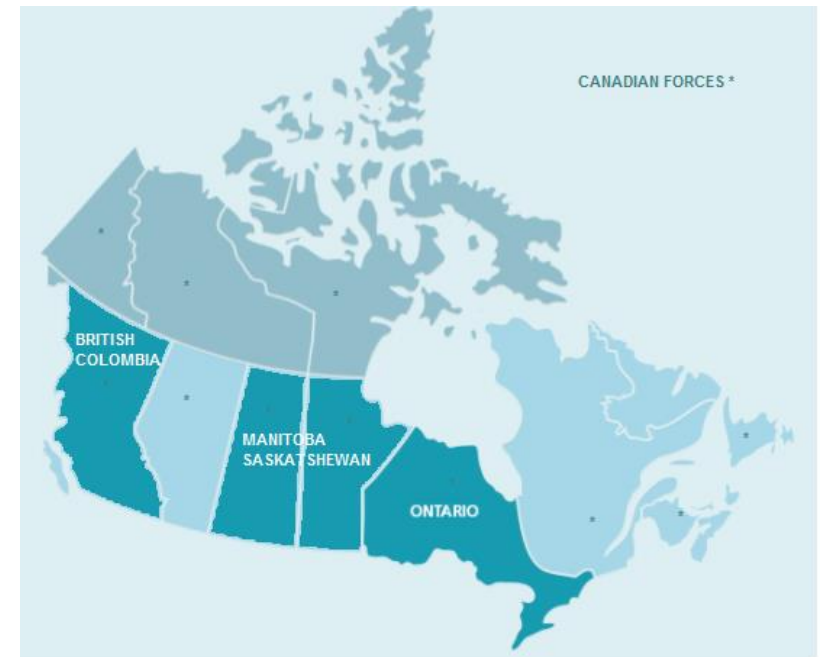 CANADIAN FORCES *
BRITISH
COLOMBIA
MANITOBA
SASKATSHEWAN
ONTARIO